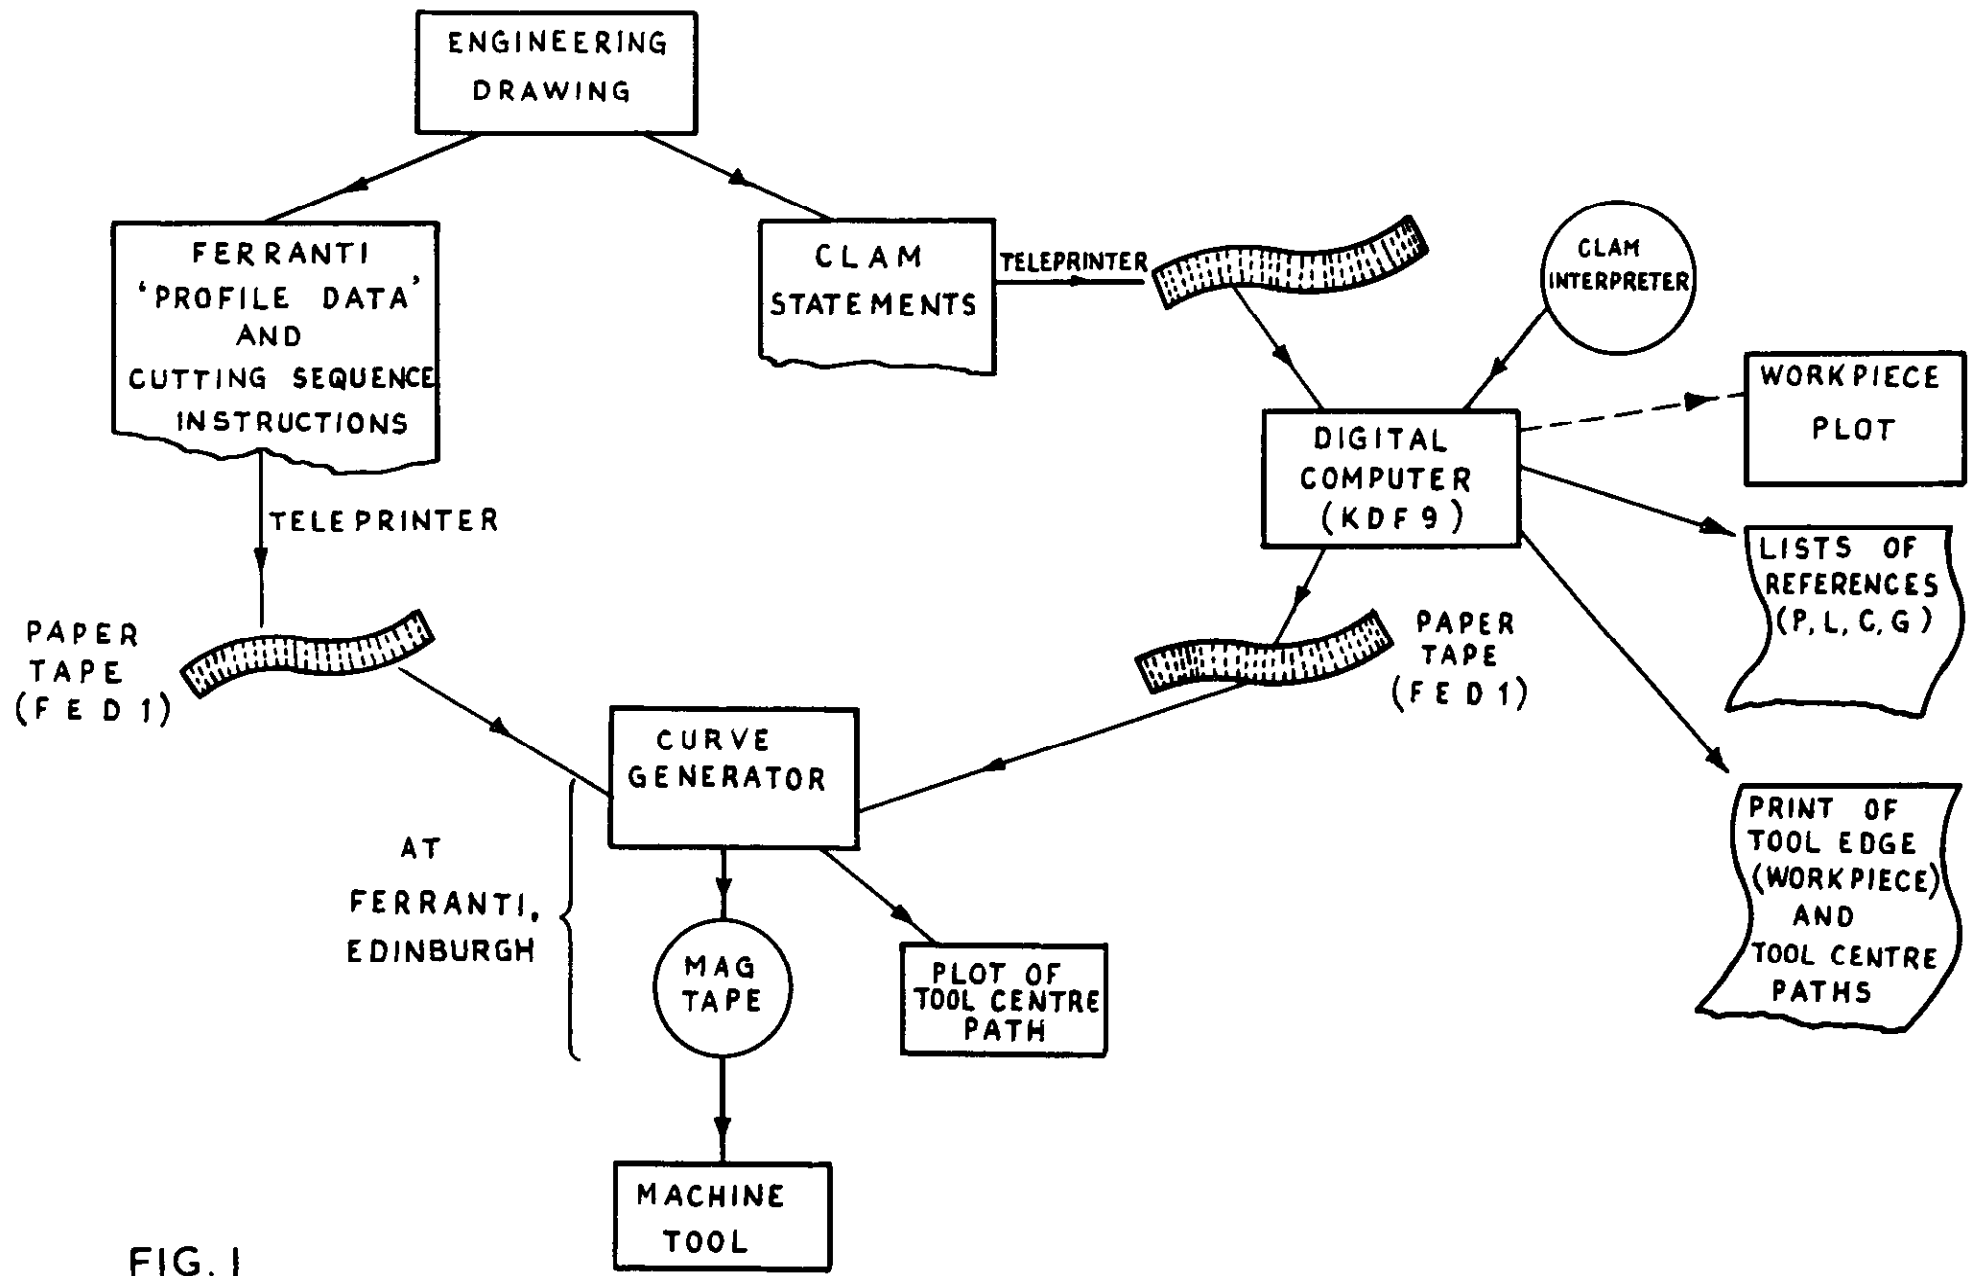 ENGINEERING
DRAWING
FERRANTI
'PROFILE DATA'
AND
CUTTING SEQUENCE
INSTRUCTIONS
CLAM
STATEMENTS
TELEPRINTER
CLAM
INTERPRETER
WORKPIECE
PLOT
DIGITAL
COMPUTER
(KDF9)
TELEPRINTER
LISTS OF
REFERENCES
(P, L, C, G)
PAPER
TAPE
(FED1)
PAPER
TAPE
(FED1)
CURVE
GENERATOR
PRINT OF
TOOL EDGE
(WORKPIECE)
AND
TOOL CENTRE
PATHS
AT
FERRANTI,
EDINBURGH
MAG
TAPE
PLOT OF
TOOL CENTRE
PATH
MACHINE
TOOL
FIG. 1